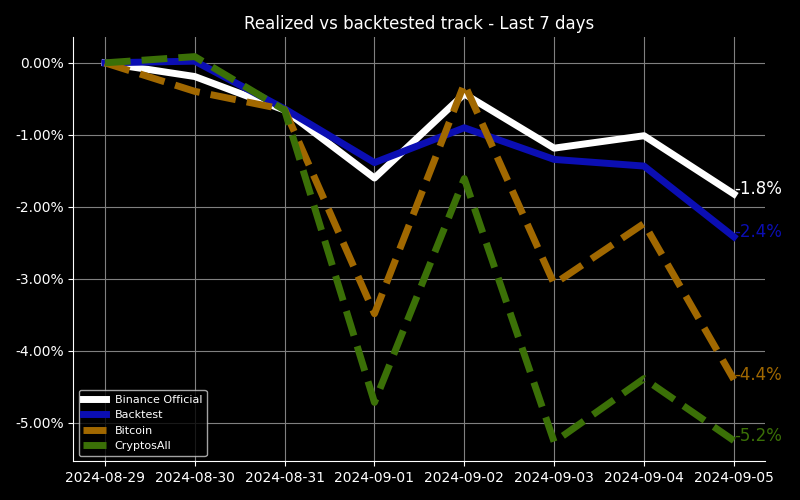 Realized vs backtested track - Last 7 days
0.00%
-1.00%
-2.00%
-3.00%
-4.00%
-5.00%
-1.8%
-2.4%
-4.4%
-5.2%
Binance Official
Backtest
Bitcoin
CryptosAll
2024-08-29 2024-08-30 2024-08-31 2024-09-01 2024-09-02 2024-09-03 2024-09-04 2024-09-05